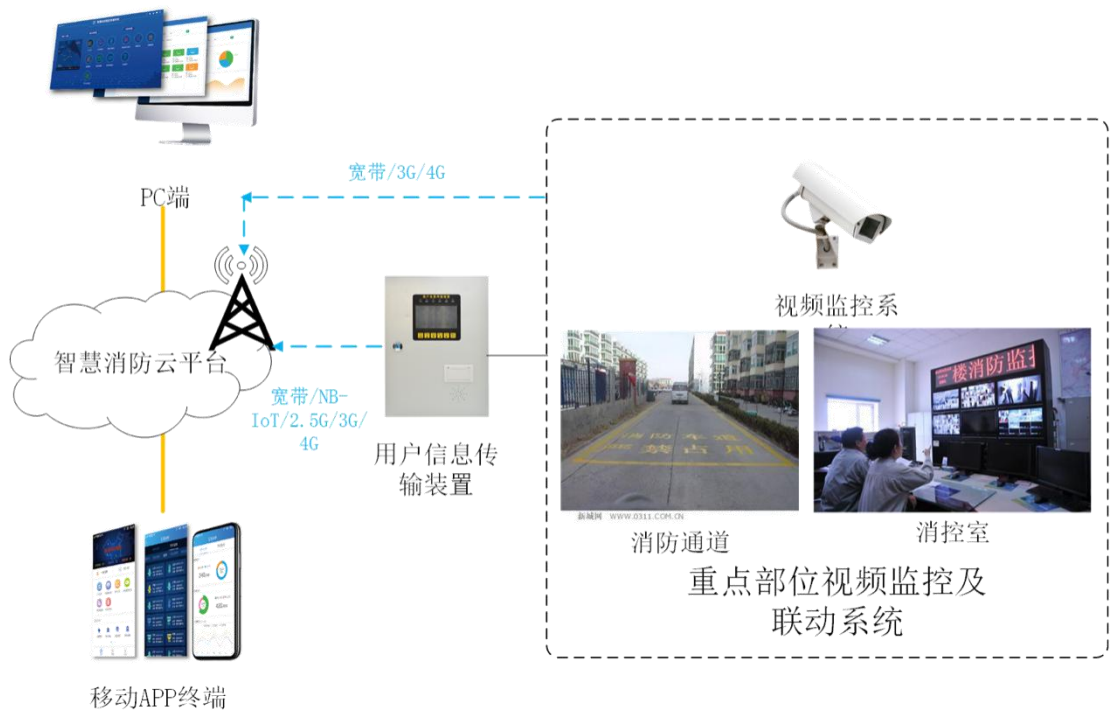 PC端
宽带/3G/4G
智慧消防云平台
宽带/NB-
IoT/2.5G/3G/
4G
用户信息传
输装置
视频监控系
楼消防监控
消防车道
禁占用
新城网 WWW.0311.COM.CN
消防通道
消控室
重点部位视频监控及
联动系统
移动APP终端